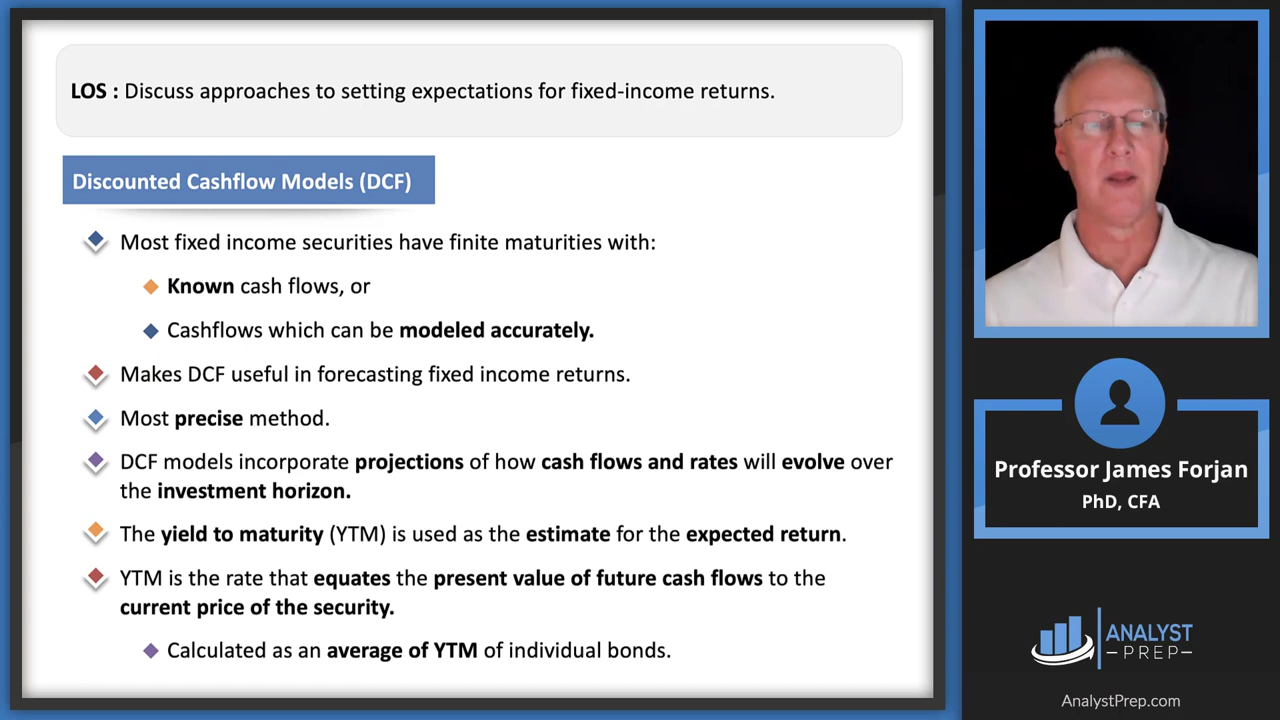 LOS : Discuss approaches to setting expectations for fixed-income returns.
Discounted Cashflow Models (DCF)
Most fixed income securities have finite maturities with:
Known cash flows, or
Cashflows which can be modeled accurately.
Makes DCF useful in forecasting fixed income returns.
Most precise method.
DCF models incorporate projections of how cash flows and rates will evolve over
the investment horizon.
The yield to maturity (YTM) is used as the estimate for the expected return.
YTM is the rate that equates the present value of future cash flows to the
current price of the security.
Calculated as an average of YTM of individual bonds.
Professor James Forjan
PhD, CFA
ANALYST
PREP
AnalystPrep.com